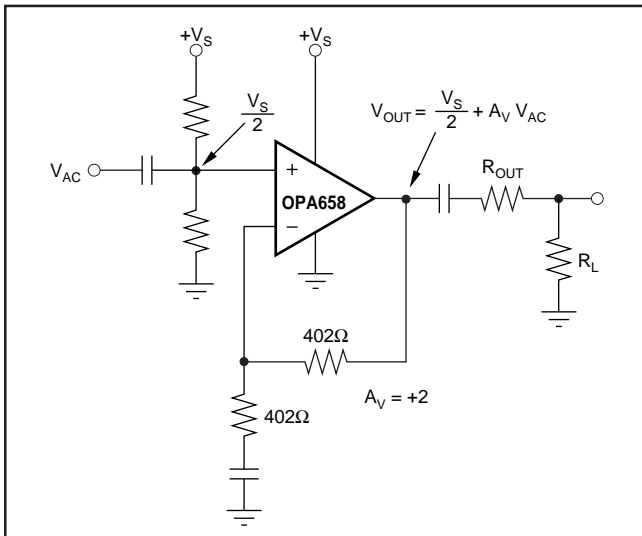 +V_S
+V_S
V_S/2
V_OUT = V_S/2 + A_V V_AC
V_AC
+
OPA658
−
R_OUT
R_L
402Ω
A_V = +2
402Ω